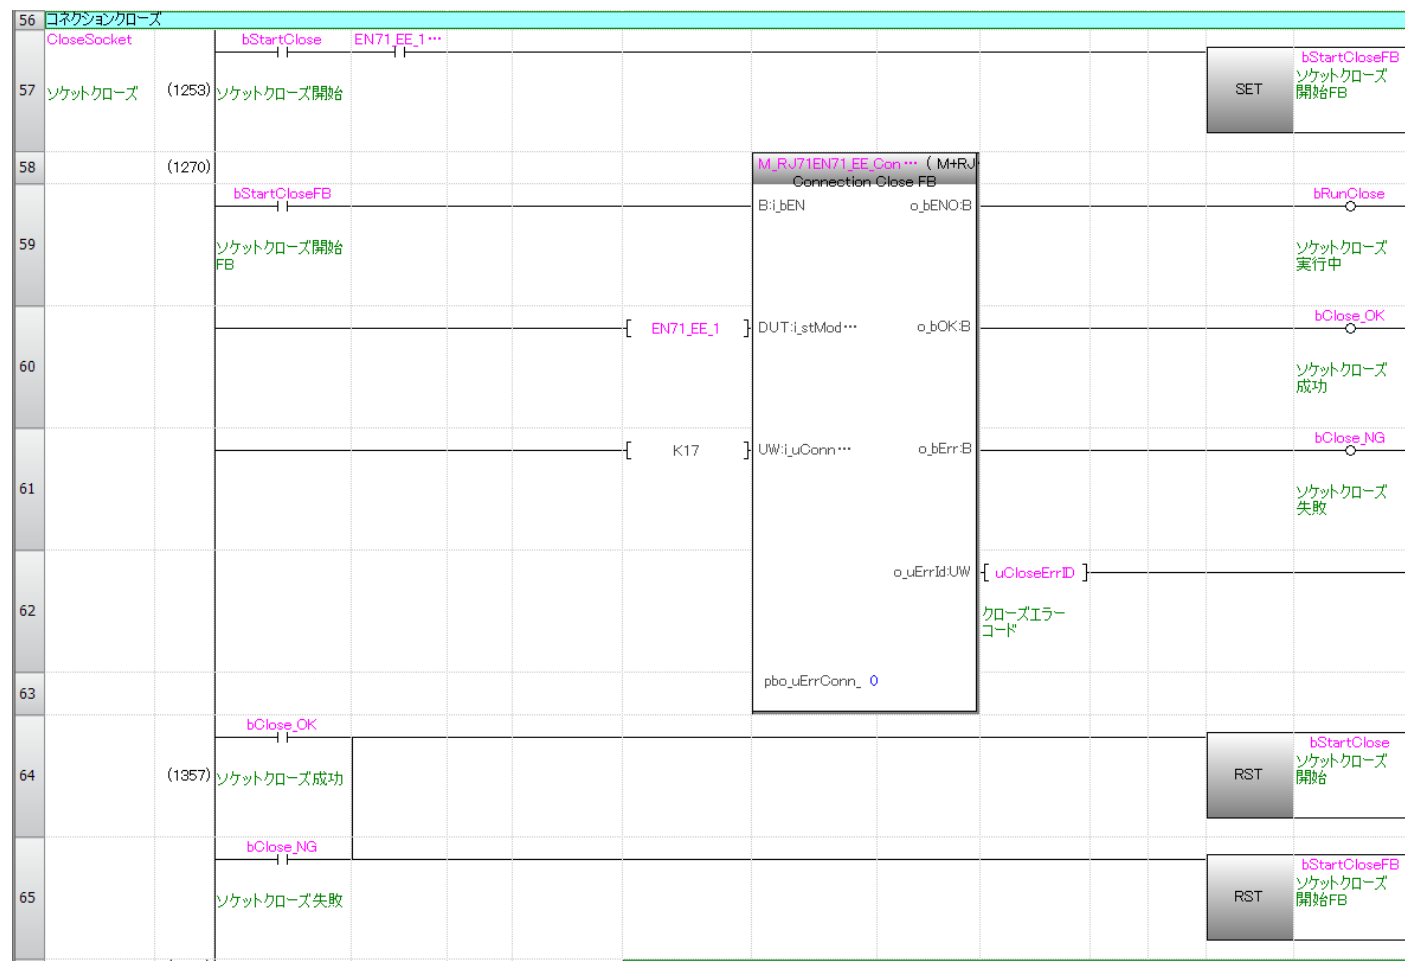 56 コネクションクローズ
CloseSocket bStartClose EN71_EE_1… bStartCloseFB
57 ソケットクローズ (1253) ソケットクローズ開始 SET ソケットクローズ
開始FB
58 (1270) M_RJ71EN71_EE_Con… ( M+RJ
Connection Close FB
bStartCloseFB B:i_bEN o_bENO:B bRunClose
59 ソケットクローズ開始 ソケットクローズ
FB 実行中
EN71_EE_1 DUT:i_stMod… o_bOK:B bClose_OK
60 ソケットクローズ
成功
K17 UW:i_uConn… o_bErr:B bClose_NG
61 ソケットクローズ
失敗
o_uErrId:UW uCloseErrID
62 クローズエラー
コード
63 pbo_uErrConn_ 0
bClose_OK bStartClose
64 (1357) ソケットクローズ成功 RST ソケットクローズ
開始
bClose_NG bStartCloseFB
65 ソケットクローズ失敗 RST ソケットクローズ
開始FB